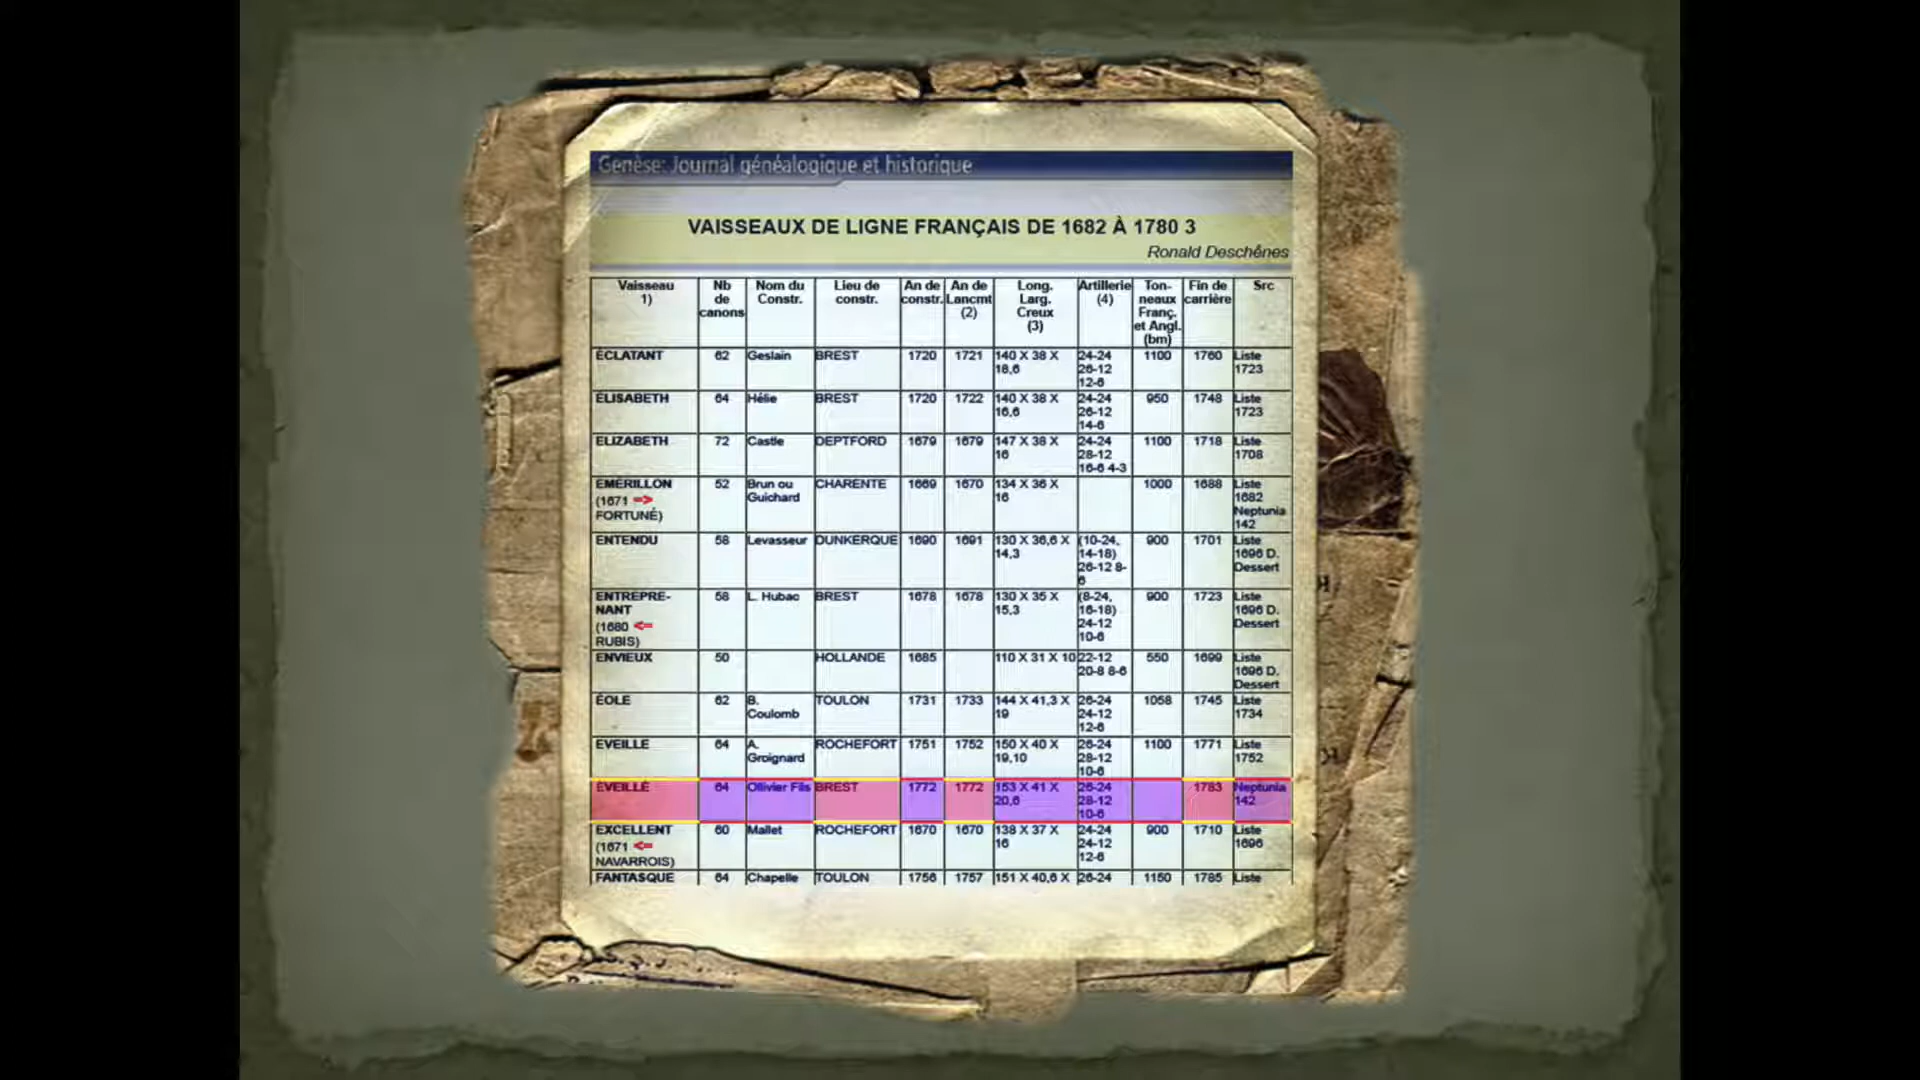 Genèse: Journal généalogique et historique
VAISSEAUX DE LIGNE FRANÇAIS DE 1682 À 1780 3
Ronald Deschênes
Vaisseau 1) Nb de canons Nom du Constr. Lieu de constr. An de constr. An de Lancmt (2) Long. Larg. Creux (3) Artillerie (4) Ton-neaux Franç. et Angl. (bm) Fin de carrière Src
ÉCLATANT 62 Geslain BREST 1720 1721 140 X 38 X 18,6 24-24 26-12 12-6 1100 1760 Liste 1723
ÉLISABETH 64 Hélie BREST 1720 1722 140 X 38 X 16,6 24-24 26-12 14-6 950 1748 Liste 1723
ELIZABETH 72 Castle DEPTFORD 1679 1679 147 X 38 X 16 24-24 28-12 16-6 4-3 1100 1718 Liste 1708
EMÉRILLON (1671 => FORTUNÉ) 52 Brun ou Guichard CHARENTE 1669 1670 134 X 36 X 16 1000 1688 Liste 1682 Neptunia 142
ENTENDU 58 Levasseur DUNKERQUE 1690 1691 130 X 36,6 X 14,3 (10-24, 14-18) 26-12 8-6 900 1701 Liste 1696 D. Dessert
ENTREPRE-NANT (1680 <= RUBIS) 58 L. Hubac BREST 1678 1678 130 X 35 X 15,3 (8-24, 16-18) 24-12 10-6 900 1723 Liste 1696 D. Dessert
ENVIEUX 50 HOLLANDE 1685 110 X 31 X 10 22-12 20-8 8-6 550 1699 Liste 1696 D. Dessert
ÉOLE 62 B. Coulomb TOULON 1731 1733 144 X 41,3 X 19 26-24 24-12 12-6 1058 1745 Liste 1734
EVEILLE 64 A. Groignard ROCHEFORT 1751 1752 150 X 40 X 19,10 26-24 28-12 10-6 1100 1771 Liste 1752
ÉVEILLÉ 64 Ollivier Fils BREST 1772 1772 153 X 41 X 20,6 26-24 28-12 10-6 1783 Neptunia 142
EXCELLENT (1671 <= NAVARROIS) 60 Mallet ROCHEFORT 1670 1670 138 X 37 X 16 24-24 24-12 12-6 900 1710 Liste 1696
FANTASQUE 64 Chapelle TOULON 1756 1757 151 X 40,6 X 26-24 1150 1785 Liste